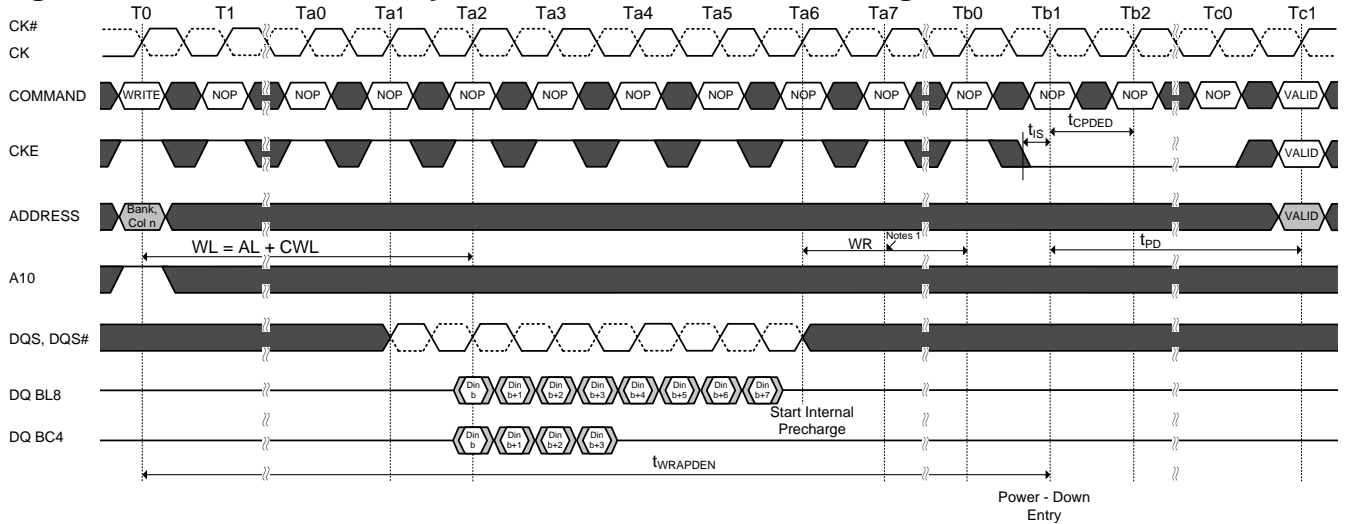 T0 T1 Ta0 Ta1 Ta2 Ta3 Ta4 Ta5 Ta6 Ta7 Tb0 Tb1 Tb2 Tc0 Tc1
CK#
CK
COMMAND WRITE NOP NOP NOP NOP NOP NOP NOP NOP NOP NOP NOP NOP NOP VALID
tIS tCPDED
CKE VALID
ADDRESS Bank, Col n VALID
WL = AL + CWL WR Notes 1 tPD
A10
DQS, DQS#
DQ BL8 Din b Din b+1 Din b+2 Din b+3 Din b+4 Din b+5 Din b+6 Din b+7
Start Internal
Precharge
DQ BC4 Din b Din b+1 Din b+2 Din b+3
tWRAPDEN
Power - Down
Entry